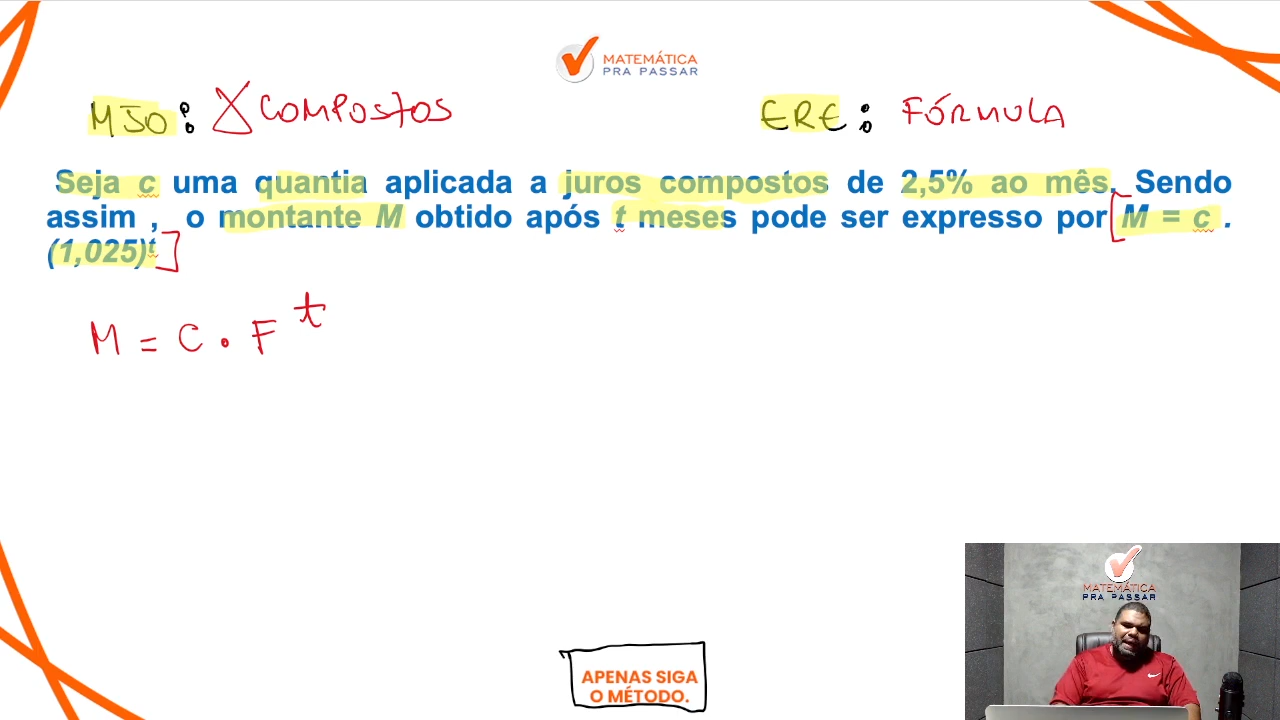 MATEMÁTICA
PRA PASSAR
MJO: COMPOSTOS
ERE: FÓRMULA
Seja c uma quantia aplicada a juros compostos de 2,5% ao mês. Sendo
assim , o montante M obtido após t meses pode ser expresso por M = c .
(1,025)ᵗ
M = C . F ᵗ
MATEMÁTICA
PRA PASSAR
APENAS SIGA
O MÉTODO.